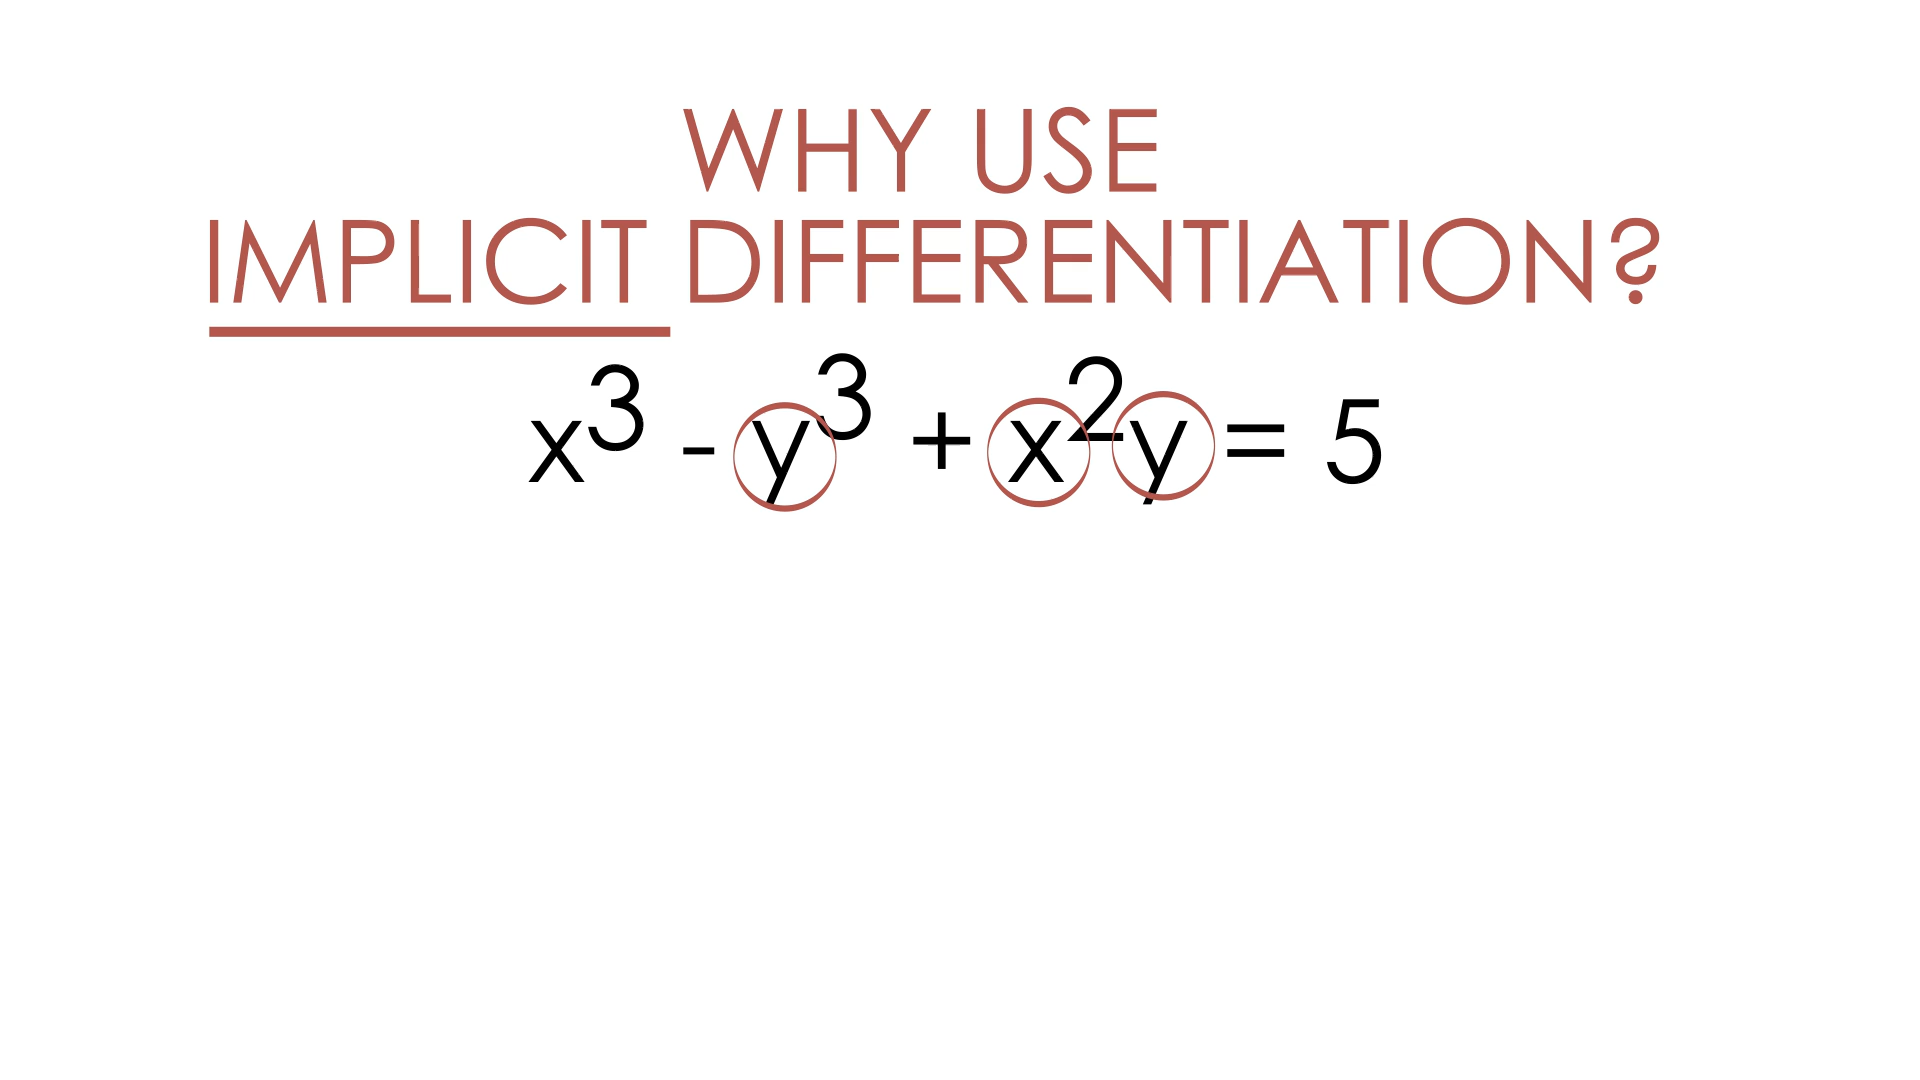 WHY USE
IMPLICIT DIFFERENTIATION?
x³ - y³ + x²y = 5